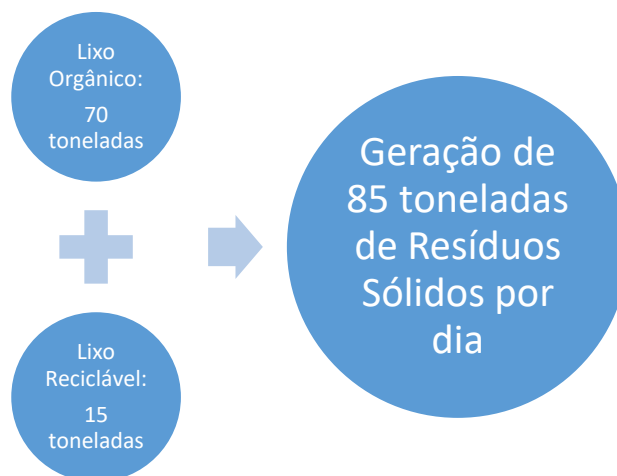 Lixo
Orgânico:
70
toneladas
Lixo
Reciclável:
15
toneladas
Geração de
85 toneladas
de Resíduos
Sólidos por
dia